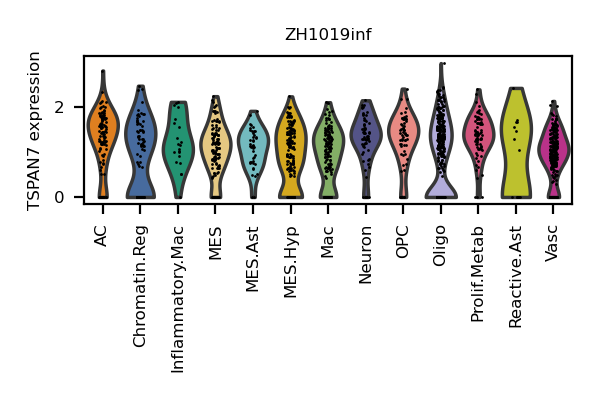 ZH1019inf
TSPAN7 expression
2
0
AC
Chromatin.Reg
Inflammatory.Mac
MES
MES.Ast
MES.Hyp
Mac
Neuron
OPC
Oligo
Prolif.Metab
Reactive.Ast
Vasc